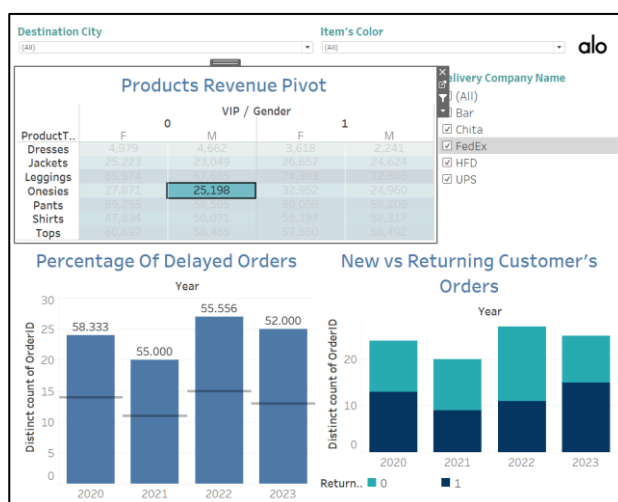 Destination City
Item's Color
(All)
(All)
alo
Products Revenue Pivot
VIP / Gender
0 1
ProductT.. F M F M
Dresses 4,979 4,662 3,618 2,241
Jackets 25,223 23,049 26,657 24,624
Leggings
Onesies 27,871 25,198 32,952 24,960
Pants 59,255 60,059 58,209
Shirts 47,834 50,071 55,197 52,317
Tops 60,692 58,465 57,850 58,492
elivery Company Name
(All)
Bar
Chita
FedEx
HFD
UPS
Percentage Of Delayed Orders
Year
Distinct count of OrderID
30
25
20
15
10
5
0
58.333
55.000
55.556
52.000
2020 2021 2022 2023
New vs Returning Customer's
Orders
Year
Distinct count of OrderID
20
10
0
2020 2021 2022 2023
Return.. 0 1